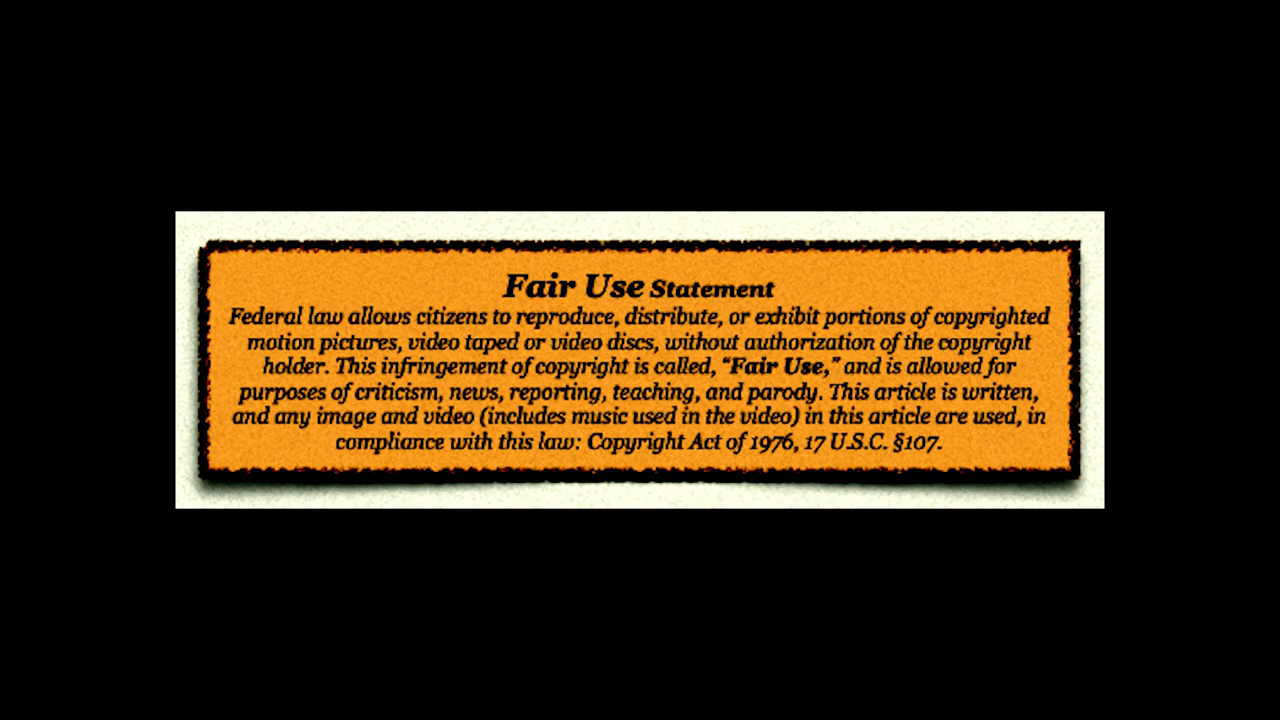 Fair Use Statement
Federal law allows citizens to reproduce, distribute, or exhibit portions of copyrighted
motion pictures, video taped or video discs, without authorization of the copyright
holder. This infringement of copyright is called, “Fair Use,” and is allowed for
purposes of criticism, news, reporting, teaching, and parody. This article is written,
and any image and video (includes music used in the video) in this article are used, in
compliance with this law: Copyright Act of 1976, 17 U.S.C. §107.